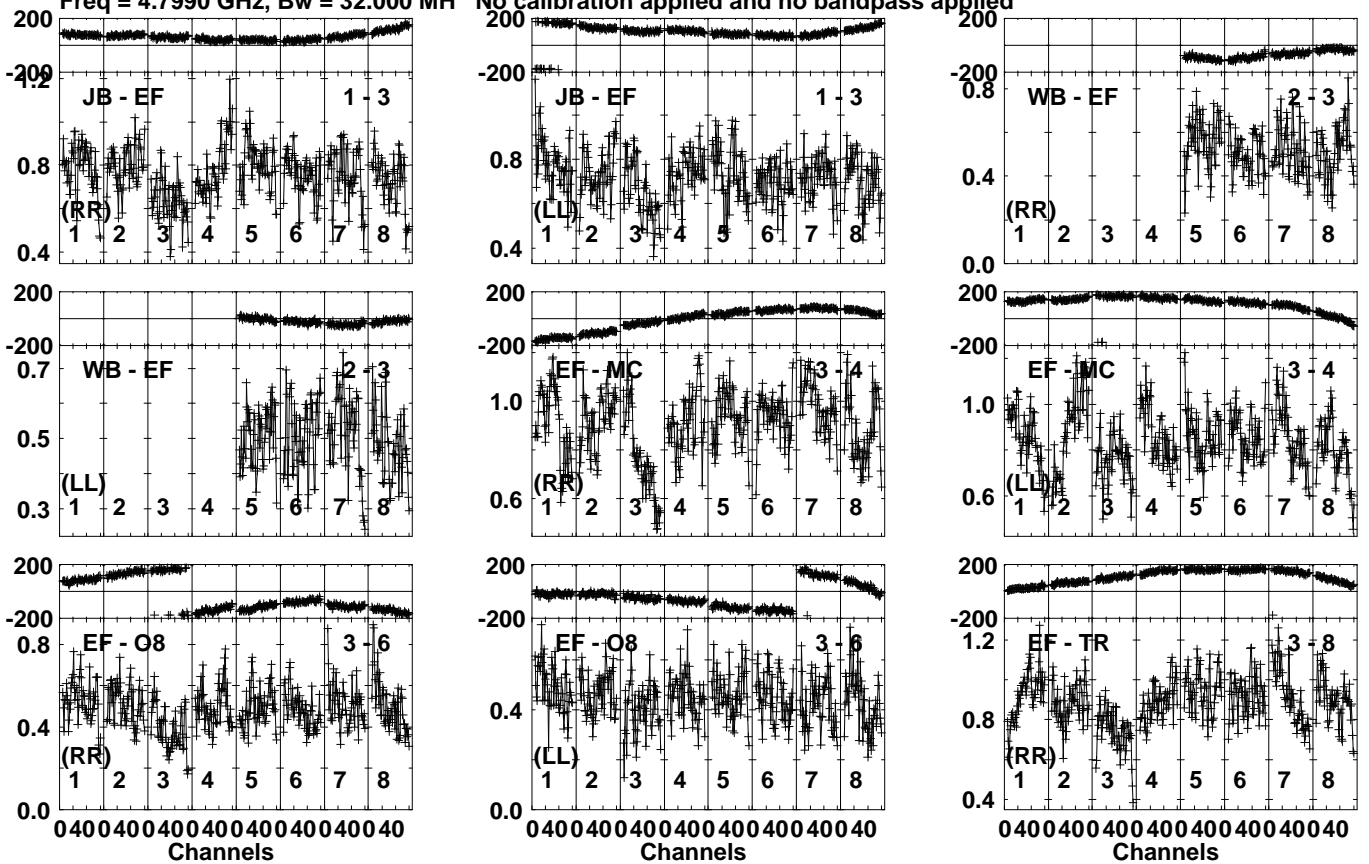 Freq = 4.7990 GHz, Bw = 32.000 MH No calibration applied and no bandpass applied
200
-200
1.2
0.8
0.4
JB - EF 1 - 3
(RR)
1 2 3 4 5 6 7 8
200
-200
0.8
0.4
JB - EF 1 - 3
(LL)
1 2 3 4 5 6 7 8
200
-200
0.8
0.4
0.0
WB - EF 2 - 3
(RR)
1 2 3 4 5 6 7 8
200
-200
0.7
0.5
0.3
WB - EF 2 - 3
(LL)
1 2 3 4 5 6 7 8
200
-200
1.0
0.6
EF - MC 3 - 4
(RR)
1 2 3 4 5 6 7 8
200
-200
1.0
0.6
EF - MC 3 - 4
(LL)
1 2 3 4 5 6 7 8
200
-200
0.8
0.4
0.0
EF - O8 3 - 6
(RR)
1 2 3 4 5 6 7 8
0 40 0 40 0 40 0 40 0 40 0 40 0 40 0 40
Channels
200
-200
0.4
0.0
EF - O8 3 - 6
(LL)
1 2 3 4 5 6 7 8
0 40 0 40 0 40 0 40 0 40 0 40 0 40 0 40
Channels
200
-200
1.2
0.8
0.4
EF - TR 3 - 8
(RR)
1 2 3 4 5 6 7 8
0 40 0 40 0 40 0 40 0 40 0 40 0 40 0 40
Channels